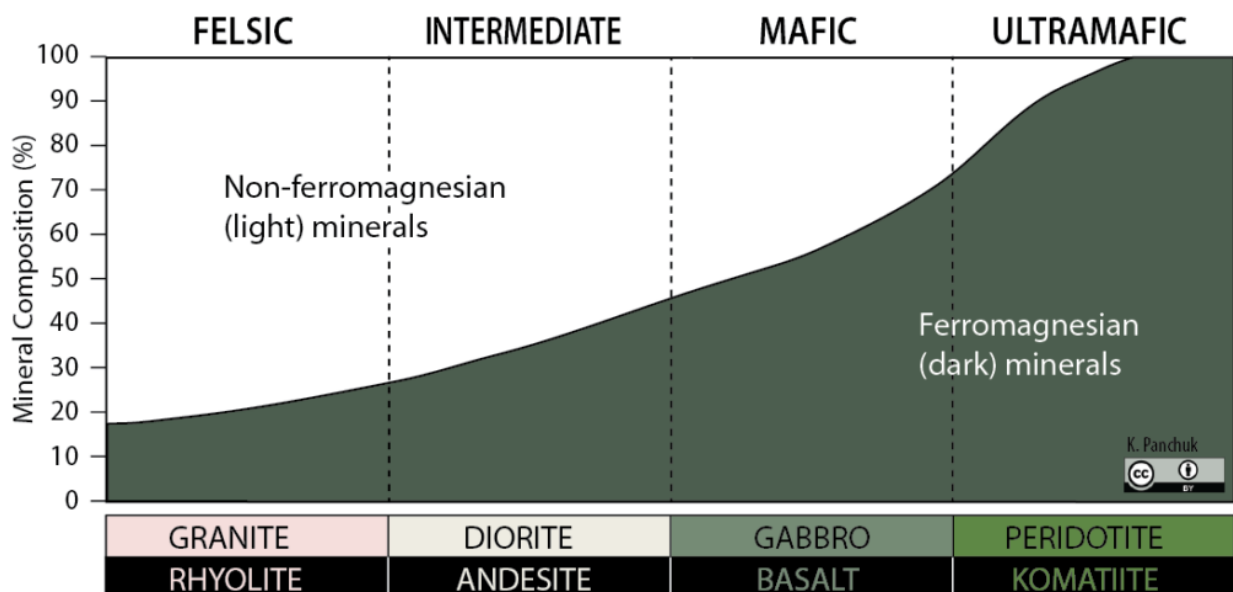 FELSIC INTERMEDIATE MAFIC ULTRAMAFIC
Mineral Composition (%)
100
90
80
70
60
50
40
30
20
10
0
Non-ferromagnesian
(light) minerals
Ferromagnesian
(dark) minerals
K. Panchuk
cc
BY
GRANITE DIORITE GABBRO PERIDOTITE
RHYOLITE ANDESITE BASALT KOMATIITE